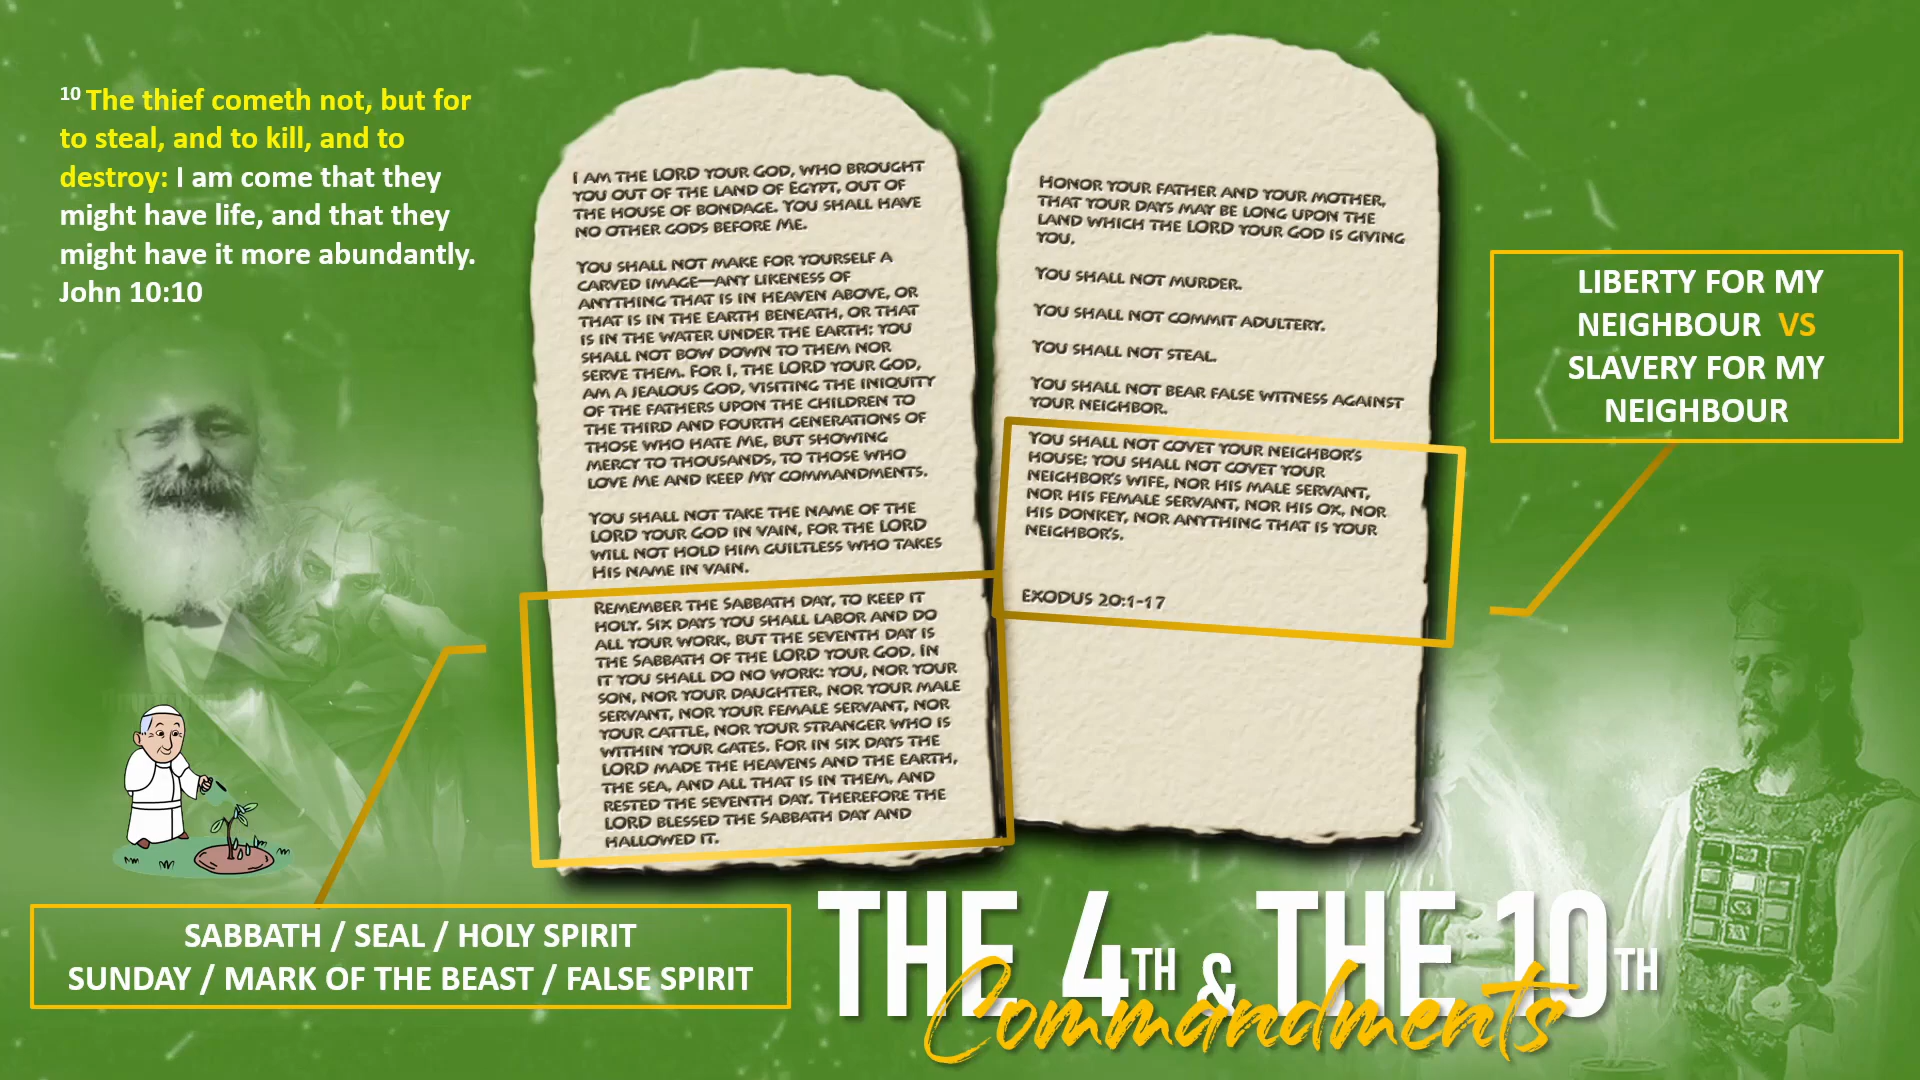 10 The thief cometh not, but for
to steal, and to kill, and to
destroy: I am come that they
might have life, and that they
might have it more abundantly.
John 10:10
I AM THE LORD YOUR GOD, WHO BROUGHT
YOU OUT OF THE LAND OF EGYPT, OUT OF
THE HOUSE OF BONDAGE. YOU SHALL HAVE
NO OTHER GODS BEFORE ME.
YOU SHALL NOT MAKE FOR YOURSELF A
CARVED IMAGE—ANY LIKENESS OF
ANYTHING THAT IS IN HEAVEN ABOVE, OR
THAT IS IN THE EARTH BENEATH, OR THAT
IS IN THE WATER UNDER THE EARTH; YOU
SHALL NOT BOW DOWN TO THEM NOR
SERVE THEM. FOR I, THE LORD YOUR GOD,
AM A JEALOUS GOD, VISITING THE INIQUITY
OF THE FATHERS UPON THE CHILDREN TO
THE THIRD AND FOURTH GENERATIONS OF
THOSE WHO HATE ME, BUT SHOWING
MERCY TO THOUSANDS, TO THOSE WHO
LOVE ME AND KEEP MY COMMANDMENTS.
YOU SHALL NOT TAKE THE NAME OF THE
LORD YOUR GOD IN VAIN, FOR THE LORD
WILL NOT HOLD HIM GUILTLESS WHO TAKES
HIS NAME IN VAIN.
REMEMBER THE SABBATH DAY, TO KEEP IT
HOLY. SIX DAYS YOU SHALL LABOR AND DO
ALL YOUR WORK, BUT THE SEVENTH DAY IS
THE SABBATH OF THE LORD YOUR GOD. IN
IT YOU SHALL DO NO WORK: YOU, NOR YOUR
SON, NOR YOUR DAUGHTER, NOR YOUR MALE
SERVANT, NOR YOUR FEMALE SERVANT, NOR
YOUR CATTLE, NOR YOUR STRANGER WHO IS
WITHIN YOUR GATES. FOR IN SIX DAYS THE
LORD MADE THE HEAVENS AND THE EARTH,
THE SEA, AND ALL THAT IS IN THEM, AND
RESTED THE SEVENTH DAY. THEREFORE THE
LORD BLESSED THE SABBATH DAY AND
HALLOWED IT.
HONOR YOUR FATHER AND YOUR MOTHER,
THAT YOUR DAYS MAY BE LONG UPON THE
LAND WHICH THE LORD YOUR GOD IS GIVING
YOU.
YOU SHALL NOT MURDER.
YOU SHALL NOT COMMIT ADULTERY.
YOU SHALL NOT STEAL.
YOU SHALL NOT BEAR FALSE WITNESS AGAINST
YOUR NEIGHBOR.
YOU SHALL NOT COVET YOUR NEIGHBOR'S
HOUSE; YOU SHALL NOT COVET YOUR
NEIGHBOR'S WIFE, NOR HIS MALE SERVANT,
NOR HIS FEMALE SERVANT, NOR HIS OX, NOR
HIS DONKEY, NOR ANYTHING THAT IS YOUR
NEIGHBOR'S.
EXODUS 20:1-17
LIBERTY FOR MY
NEIGHBOUR VS
SLAVERY FOR MY
NEIGHBOUR
SABBATH / SEAL / HOLY SPIRIT
SUNDAY / MARK OF THE BEAST / FALSE SPIRIT
THE 4TH & THE 10TH
Commandments